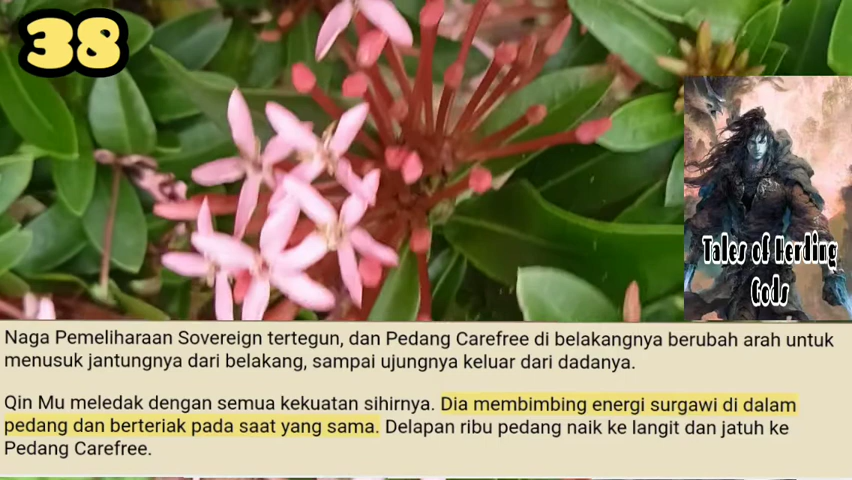 38
Tales of Herding
Gods
Naga Pemeliharaan Sovereign tertegun, dan Pedang Carefree di belakangnya berubah arah untuk
menusuk jantungnya dari belakang, sampai ujungnya keluar dari dadanya.
Qin Mu meledak dengan semua kekuatan sihirnya. Dia membimbing energi surgawi di dalam
pedang dan berteriak pada saat yang sama. Delapan ribu pedang naik ke langit dan jatuh ke
Pedang Carefree.